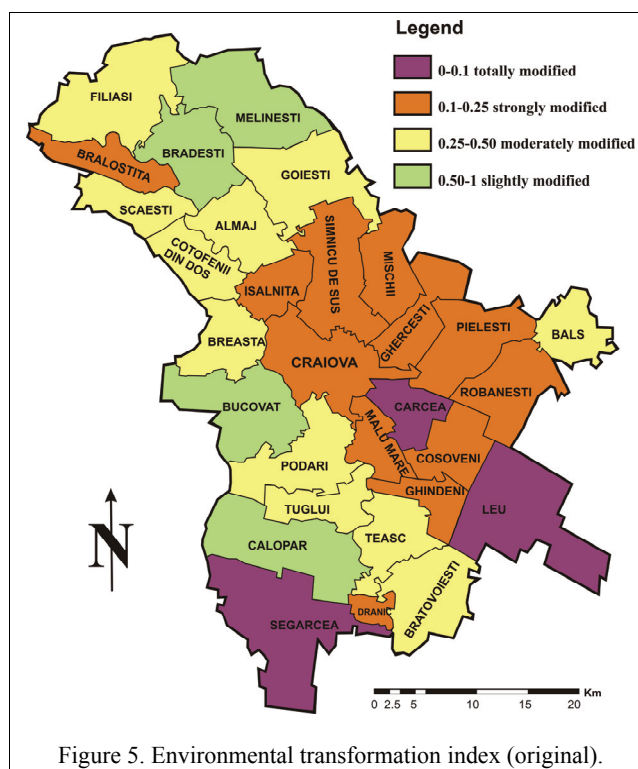 Legend
0-0.1 totally modified
0.1-0.25 strongly modified
0.25-0.50 moderately modified
0.50-1 slightly modified
FILIASI
MELINESTI
BRADESTI
BRALOSTITA
GOIESTI
SCAESTI
ALMAJ
COTOFENII
DIN DOS
SIMNICU DE SUS
MISCHII
ISALNITA
GHERCESTI
PIELESTI
BALS
BREASTA
CRAIOVA
ROBANESTI
CARCEA
BUCOVAT
MALU MARE
COSOVENI
PODARI
GHINDENI
LEU
TUGLUI
TEASC
CALOPAR
BRATOVOIESTI
DRANIC
SEGARCEA
N
Km
0 2.5 5 10 15 20
Figure 5. Environmental transformation index (original).